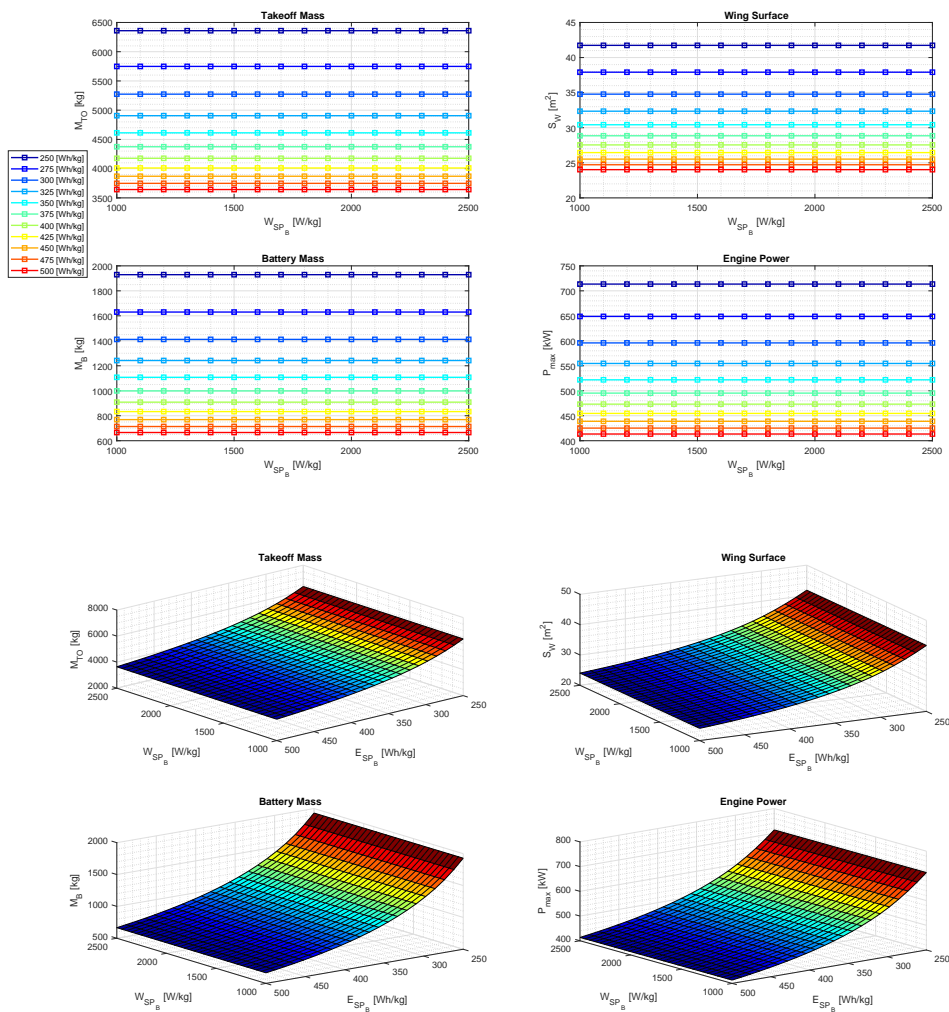 Takeoff Mass
6500
6000
5500
5000
4500
4000
3500
M_TO [kg]
1000 1500 2000 2500
W_SP_B [W/kg]
Wing Surface
45
40
35
30
25
20
S_W [m²]
1000 1500 2000 2500
W_SP_B [W/kg]
250 [Wh/kg]
275 [Wh/kg]
300 [Wh/kg]
325 [Wh/kg]
350 [Wh/kg]
375 [Wh/kg]
400 [Wh/kg]
425 [Wh/kg]
450 [Wh/kg]
475 [Wh/kg]
500 [Wh/kg]
Battery Mass
2000
1800
1600
1400
1200
1000
800
600
M_B [kg]
1000 1500 2000 2500
W_SP_B [W/kg]
Engine Power
750
700
650
600
550
500
450
400
P_max [kW]
1000 1500 2000 2500
W_SP_B [W/kg]
Takeoff Mass
8000
6000
4000
2000
M_TO [kg]
2500 2000 1500 1000
W_SP_B [W/kg]
500 450 400 350 300 250
E_SP_B [Wh/kg]
Wing Surface
50
40
30
20
S_W [m²]
2500 2000 1500 1000
W_SP_B [W/kg]
500 450 400 350 300 250
E_SP_B [Wh/kg]
Battery Mass
2000
1500
1000
500
M_B [kg]
2500 2000 1500 1000
W_SP_B [W/kg]
500 450 400 350 300 250
E_SP_B [Wh/kg]
Engine Power
800
700
600
500
400
P_max [kW]
2500 2000 1500 1000
W_SP_B [W/kg]
500 450 400 350 300 250
E_SP_B [Wh/kg]